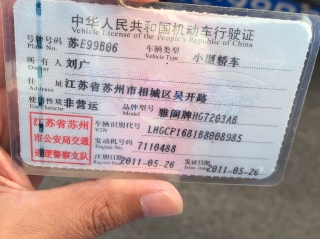 中华人民共和国机动车行驶证
Vehicle License of the People's Republic of China
号牌号码 苏E99B06 车辆类型 小型轿车
Plate No. Vehicle Type
所有人 刘广
Owner
住址 江苏省苏州市相城区吴开路
Address
使用性质 非营运 品牌型号 雅阁牌HG7203AB
Use Character Model
江苏省苏州 车辆识别代号 LHGCP1681B8008985
VIN
市公安局交通 发动机号码 7110488
Engine No.
巡逻警察支队 注册日期 2011-05-26 发证日期 2011-05-26
Register Date Issue Date